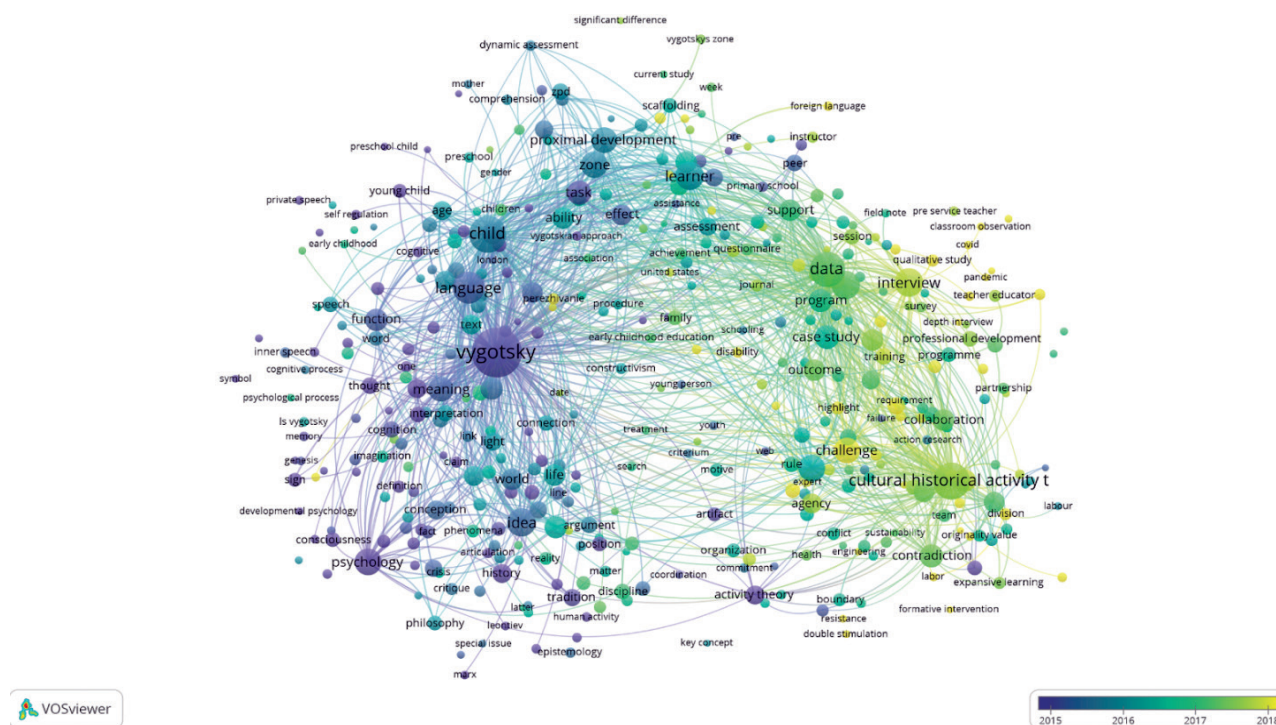 significant difference
vygotskys zone
dynamic assessment
current study
mother
zpd
week
comprehension
scaffolding
foreign language
proximal development
pre
instructor
preschool child
preschool
zone
peer
gender
learner
young child
task
primary school
private speech
assistance
children
age
ability
effect
support
self regulation
field note
pre service teacher
child
vygotskian approach
assessment
classroom observation
early childhood
session
cognitive
achievement
questionnaire
covid
london
association
qualitative study
united states
data
pandemic
language
perezhivanie
journal
interview
teacher educator
speech
procedure
program
survey
function
text
family
word
early childhood education
schooling
case study
depth interview
professional development
vygotsky
inner speech
disability
training
programme
cognitive process
one
constructivism
outcome
symbol
thought
meaning
young person
partnership
psychological process
date
requirement
ls vygotsky
interpretation
highlight
failure
collaboration
memory
cognition
connection
link
light
treatment
youth
action research
imagination
claim
criterium
web
challenge
genesis
search
motive
rule
sign
world
life
expert
cultural historical activity t
definition
line
developmental psychology
conception
artifact
agency
team
division
labour
consciousness
fact
phenomena
idea
argument
conflict
sustainability
originality value
position
organization
psychology
articulation
reality
health
engineering
contradiction
crisis
history
matter
coordination
commitment
labor
expansive learning
critique
discipline
tradition
activity theory
boundary
latter
human activity
formative intervention
philosophy
leontiev
resistance
special issue
key concept
double stimulation
epistemology
marx
VOSviewer
2015 2016 2017 2018